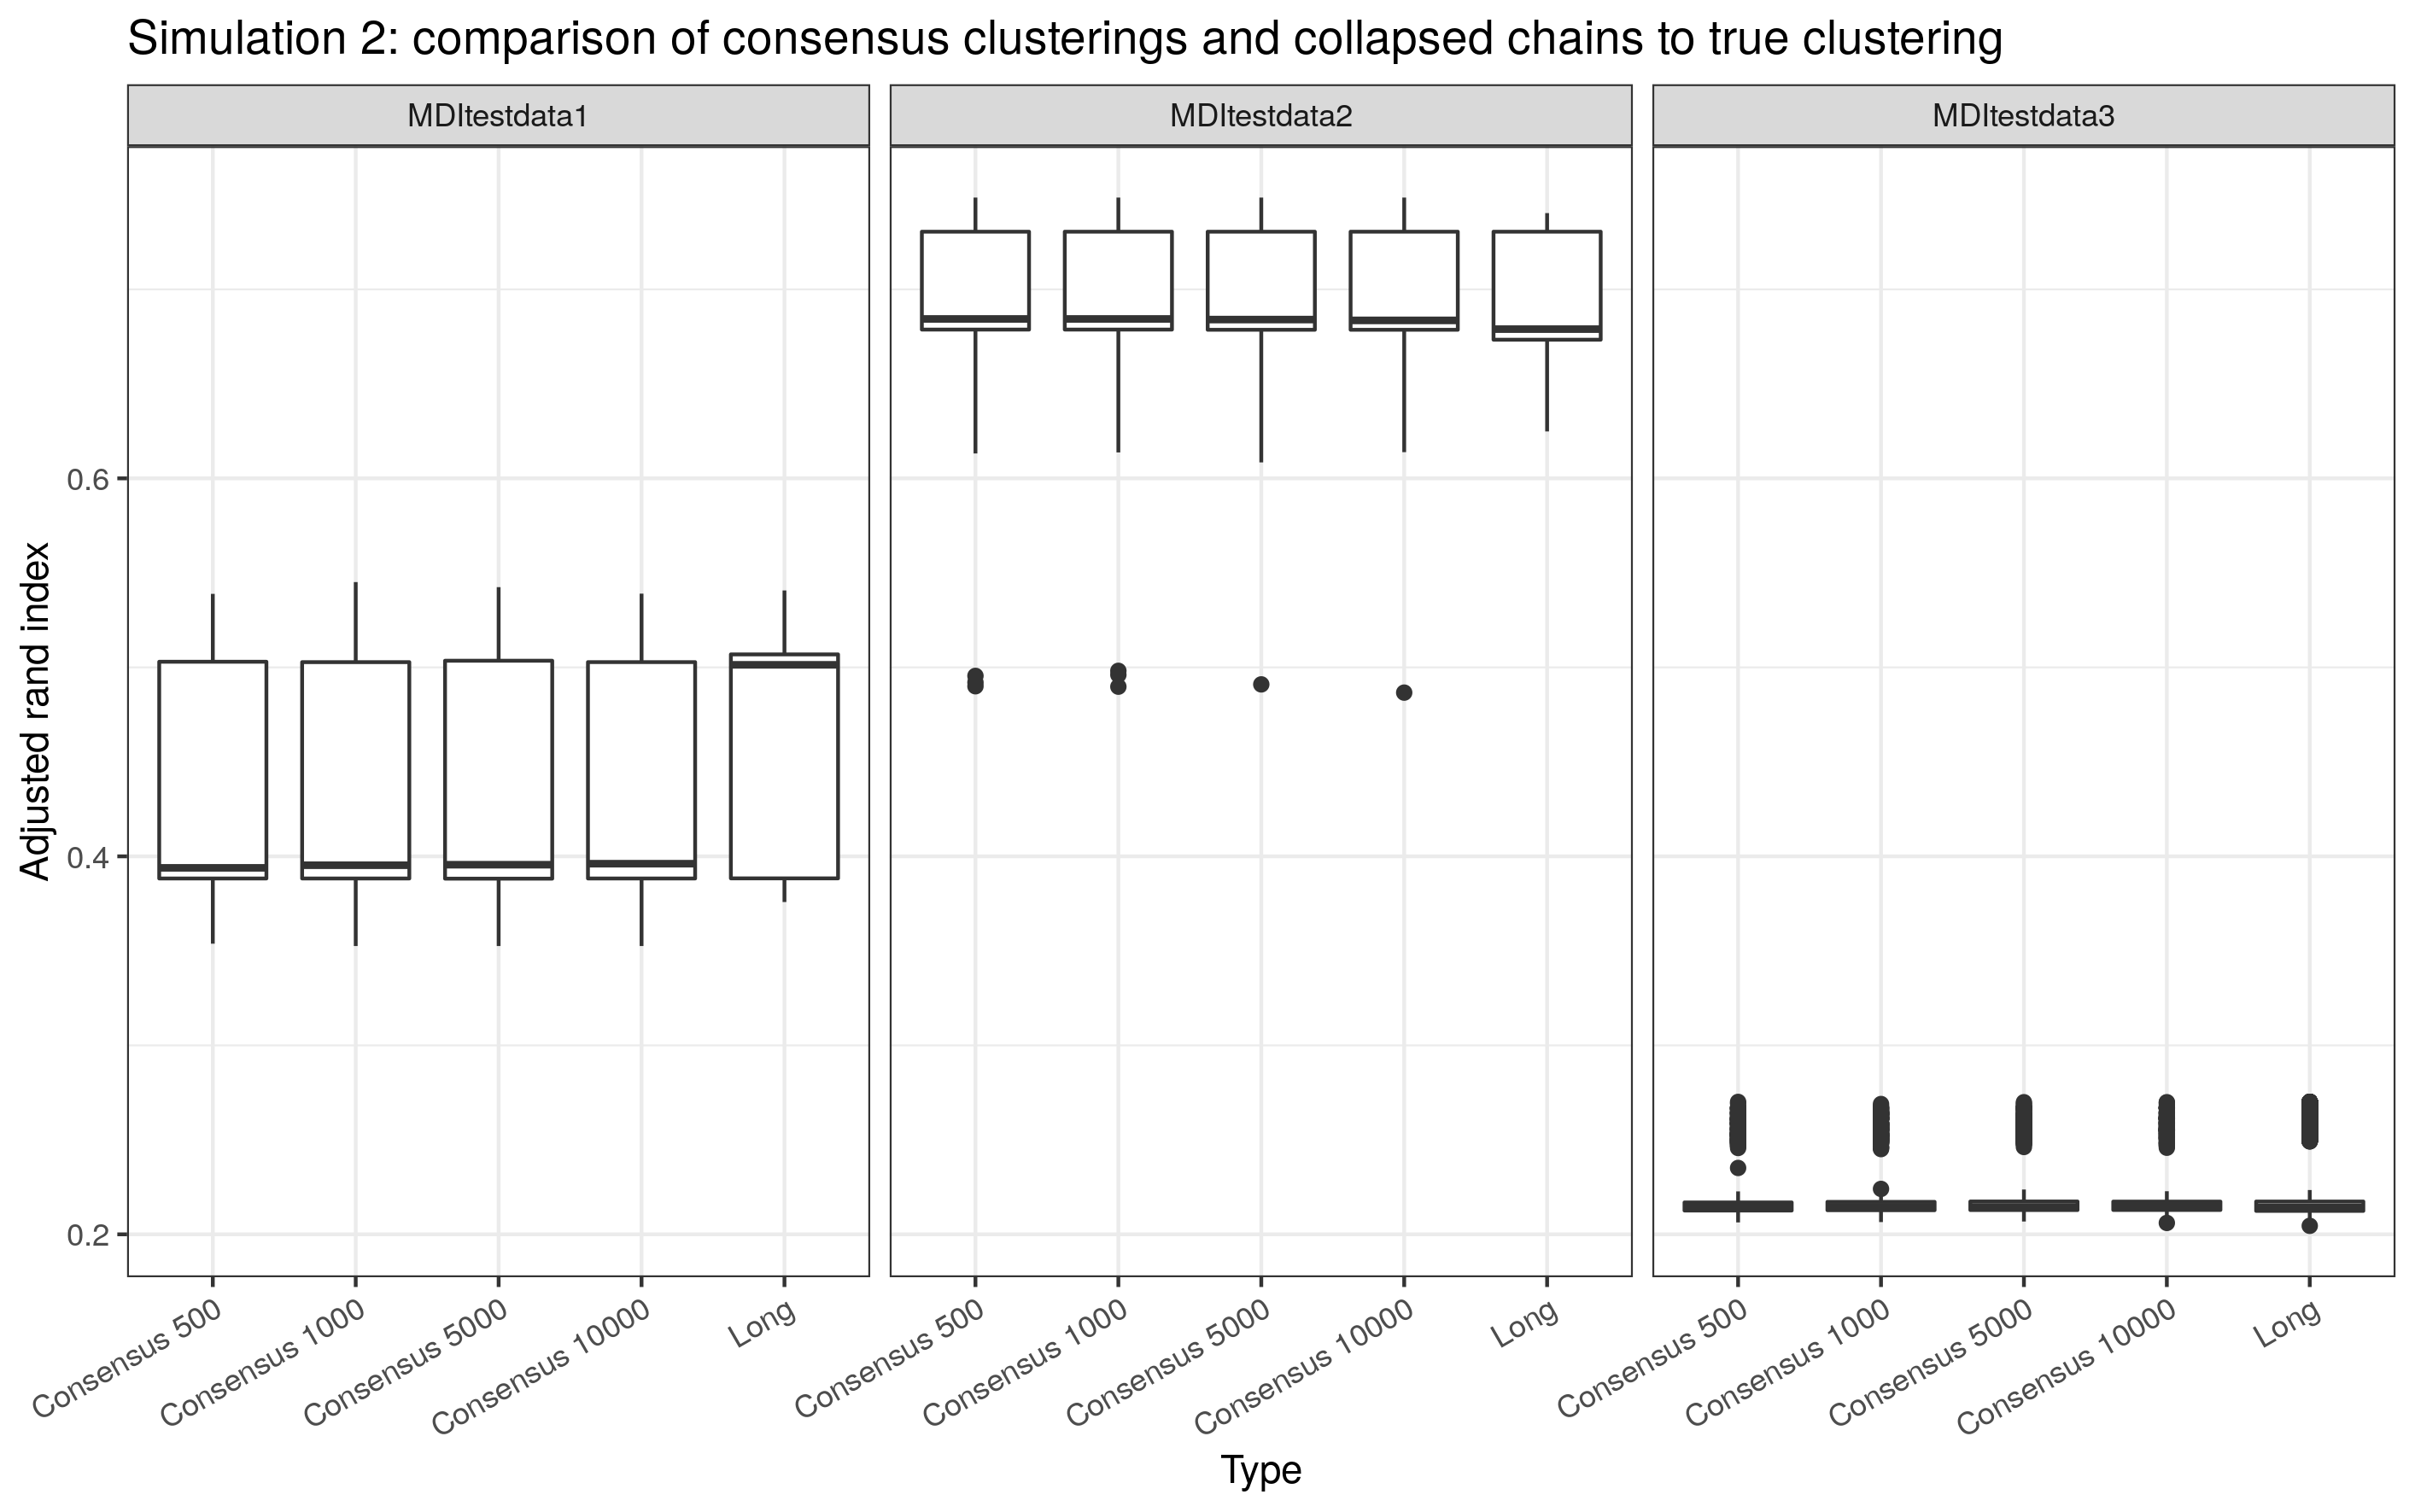 Simulation 2: comparison of consensus clusterings and collapsed chains to true clustering
MDItestdata1
MDItestdata2
MDItestdata3
Adjusted rand index
0.6
0.4
0.2
Consensus 500
Consensus 1000
Consensus 5000
Consensus 10000
Long
Consensus 500
Consensus 1000
Consensus 5000
Consensus 10000
Long
Consensus 500
Consensus 1000
Consensus 5000
Consensus 10000
Long
Type